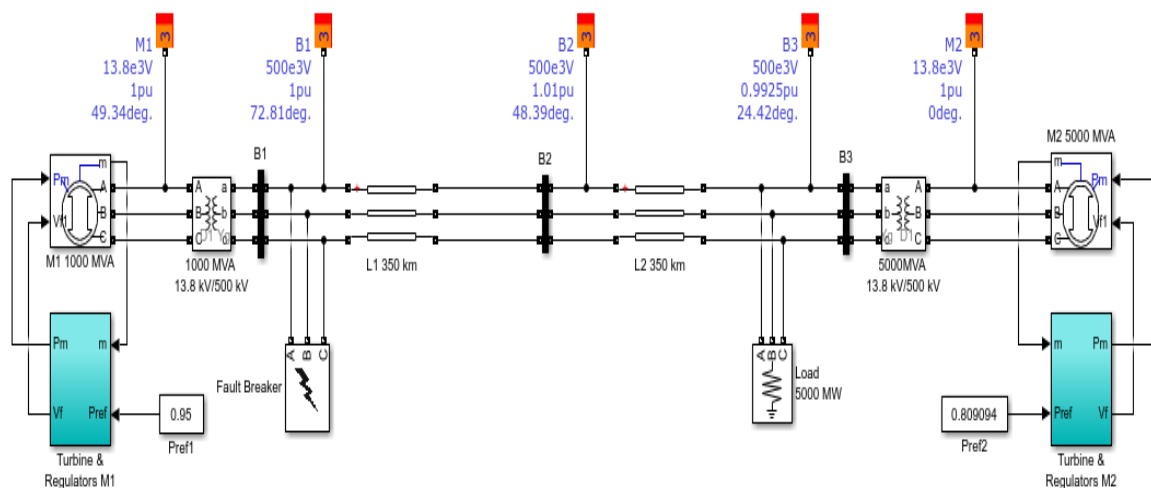 M1
13.8e3V
1pu
49.34deg.
3
B1
500e3V
1pu
72.81deg.
3
B2
500e3V
1.01pu
48.39deg.
3
B3
500e3V
0.9925pu
24.42deg.
3
M2
13.8e3V
1pu
0deg.
3
Pm
m
A
B
C
Vf1
M1 1000 MVA
A
B
C
a
b
1000 MVA
13.8 kV/500 kV
B1
L1 350 km
B2
L2 350 km
B3
a
b
A
B
C
5000MVA
13.8 kV/500 kV
M2 5000 MVA
m
Pm
A
B
C
Vf1
A
B
C
Fault Breaker
A
B
C
Load
5000 MW
Pm
m
Vf
Pref
Turbine &
Regulators M1
0.95
Pref1
0.809094
Pref2
m
Pm
Pref
Vf
Turbine &
Regulators M2